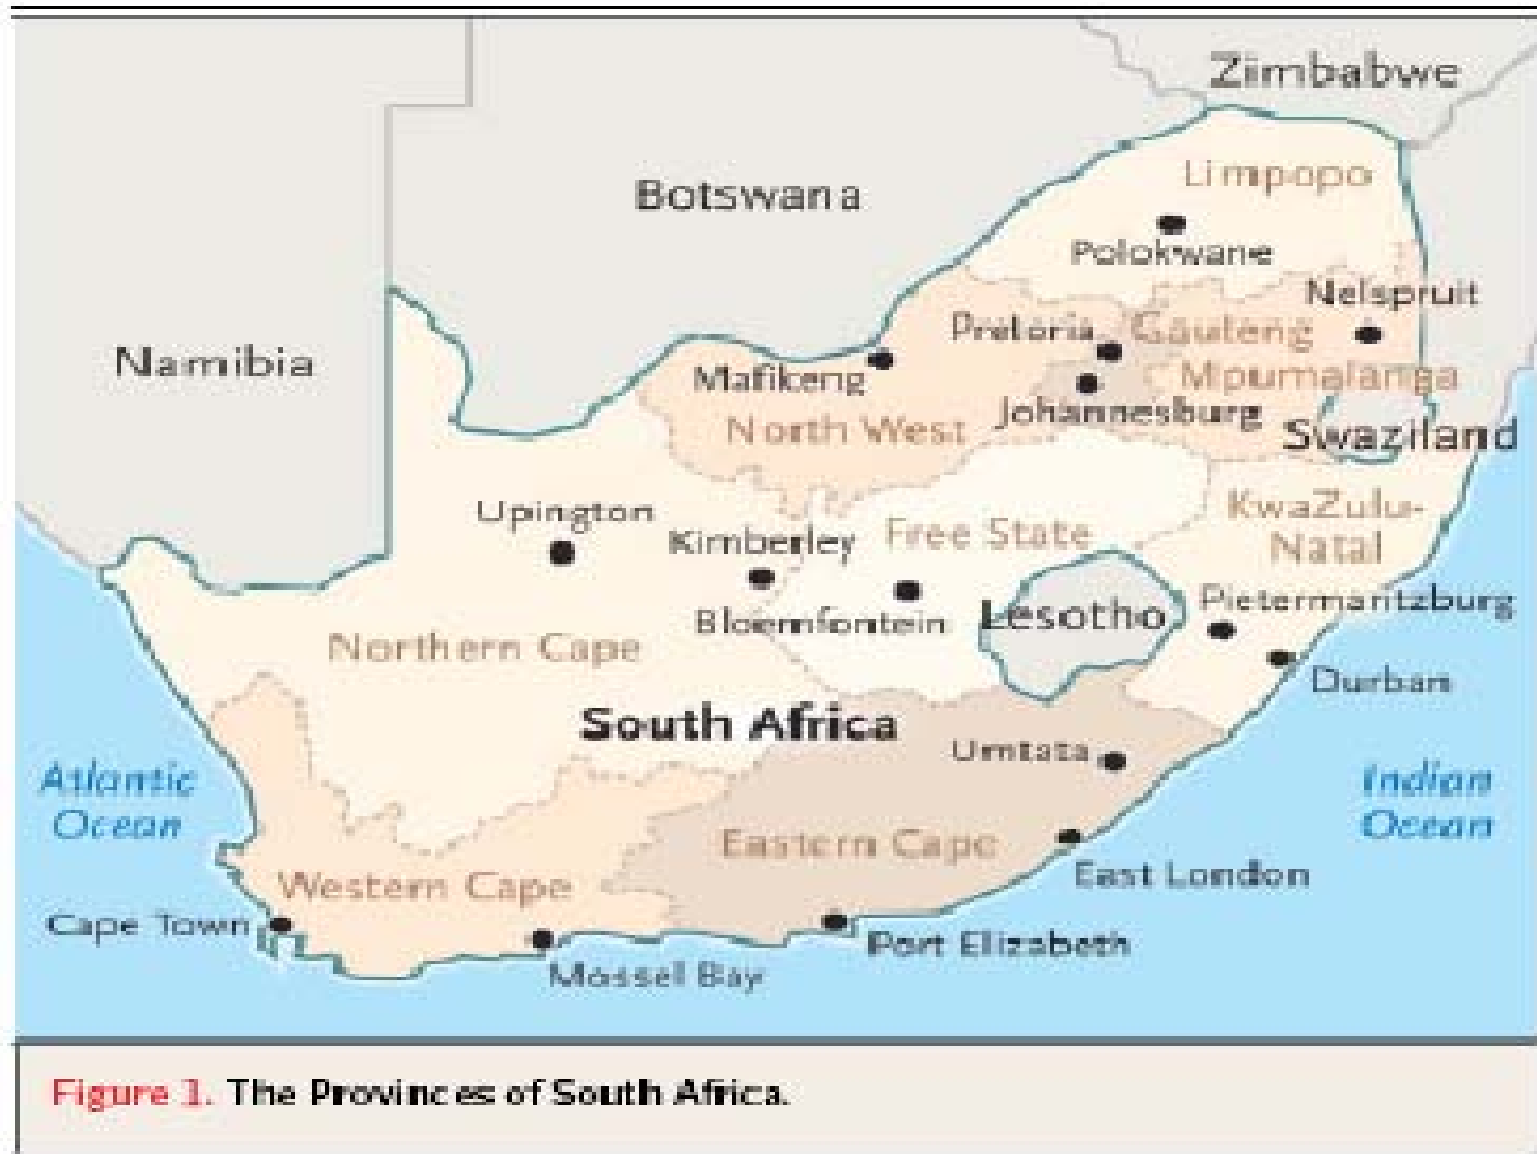 Zimbabwe
Limpopo
Botswana
Polokwane
Nelspruit
Pretoria
Gauteng
Namibia
Mafikeng
Mpumalanga
Johannesburg
North West
Swaziland
Upington
Kimberley
Free State
KwaZulu-
Natal
Bloemfontein
Lesotho
Pietermaritzburg
Northern Cape
Durban
South Africa
Umtata
Atlantic
Ocean
Indian
Ocean
Eastern Cape
East London
Western Cape
Cape Town
Port Elizabeth
Mossel Bay
Figure 1. The Provinces of South Africa.